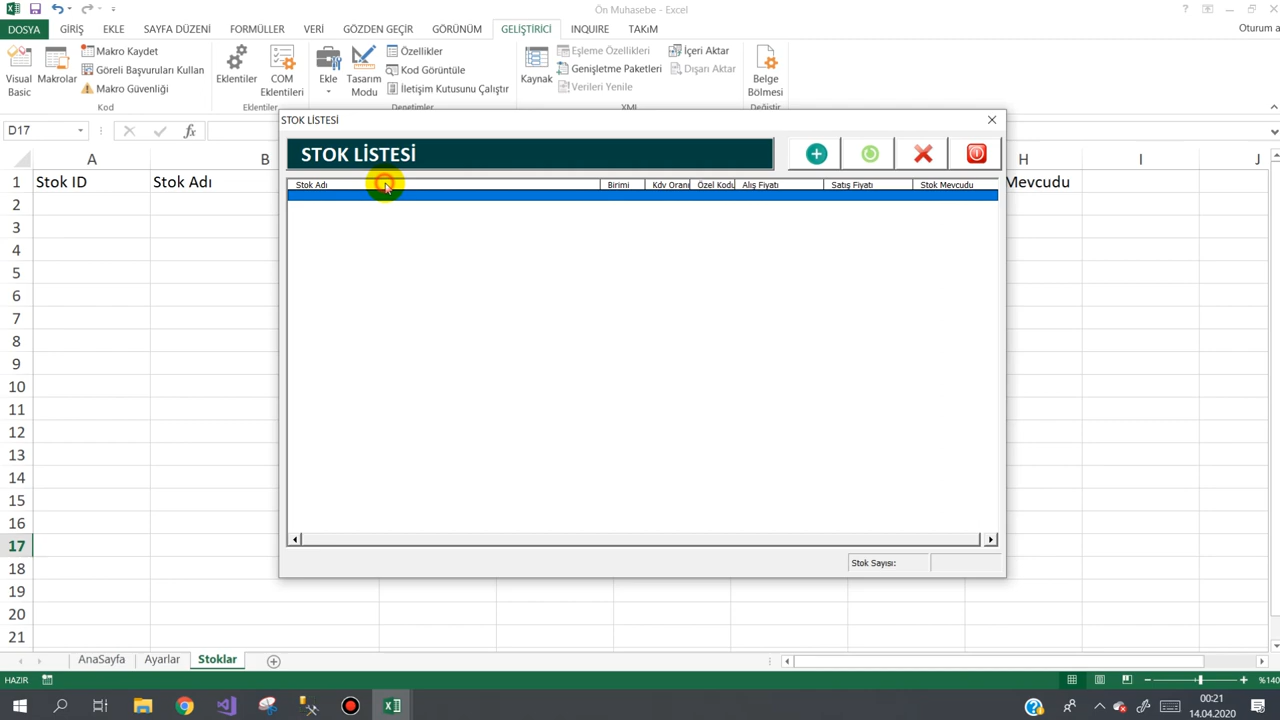 Ön Muhasebe - Excel
DOSYA GİRİŞ EKLE SAYFA DÜZENİ FORMÜLLER VERİ GÖZDEN GEÇİR GÖRÜNÜM GELİŞTİRİCİ INQUIRE TAKıM Oturum a
Visual Basic
Makrolar
Makro Kaydet
Göreli Başvuruları Kullan
Makro Güvenliği
Kod
Eklentiler
COM Eklentileri
Eklentiler
Ekle
Tasarım Modu
Özellikler
Kod Görüntüle
İletişim Kutusunu Çalıştır
Denetimler
Kaynak
Eşleme Özellikleri
Genişletme Paketleri
Verileri Yenile
İçeri Aktar
Dışarı Aktar
XML
Belge Bölmesi
Değiştir
D17 fx
STOK LİSTESİ
STOK LİSTESİ
Stok Adı Birimi Kdv Oranı Özel Kodu Alış Fiyatı Satış Fiyatı Stok Mevcudu
Stok Sayısı:
A B H I J
1 Stok ID Stok Adı Mevcudu
2
3
4
5
6
7
8
9
10
11
12
13
14
15
16
17
18
19
20
21
AnaSayfa Ayarlar Stoklar
HAZIR %140
00:21
14.04.2020